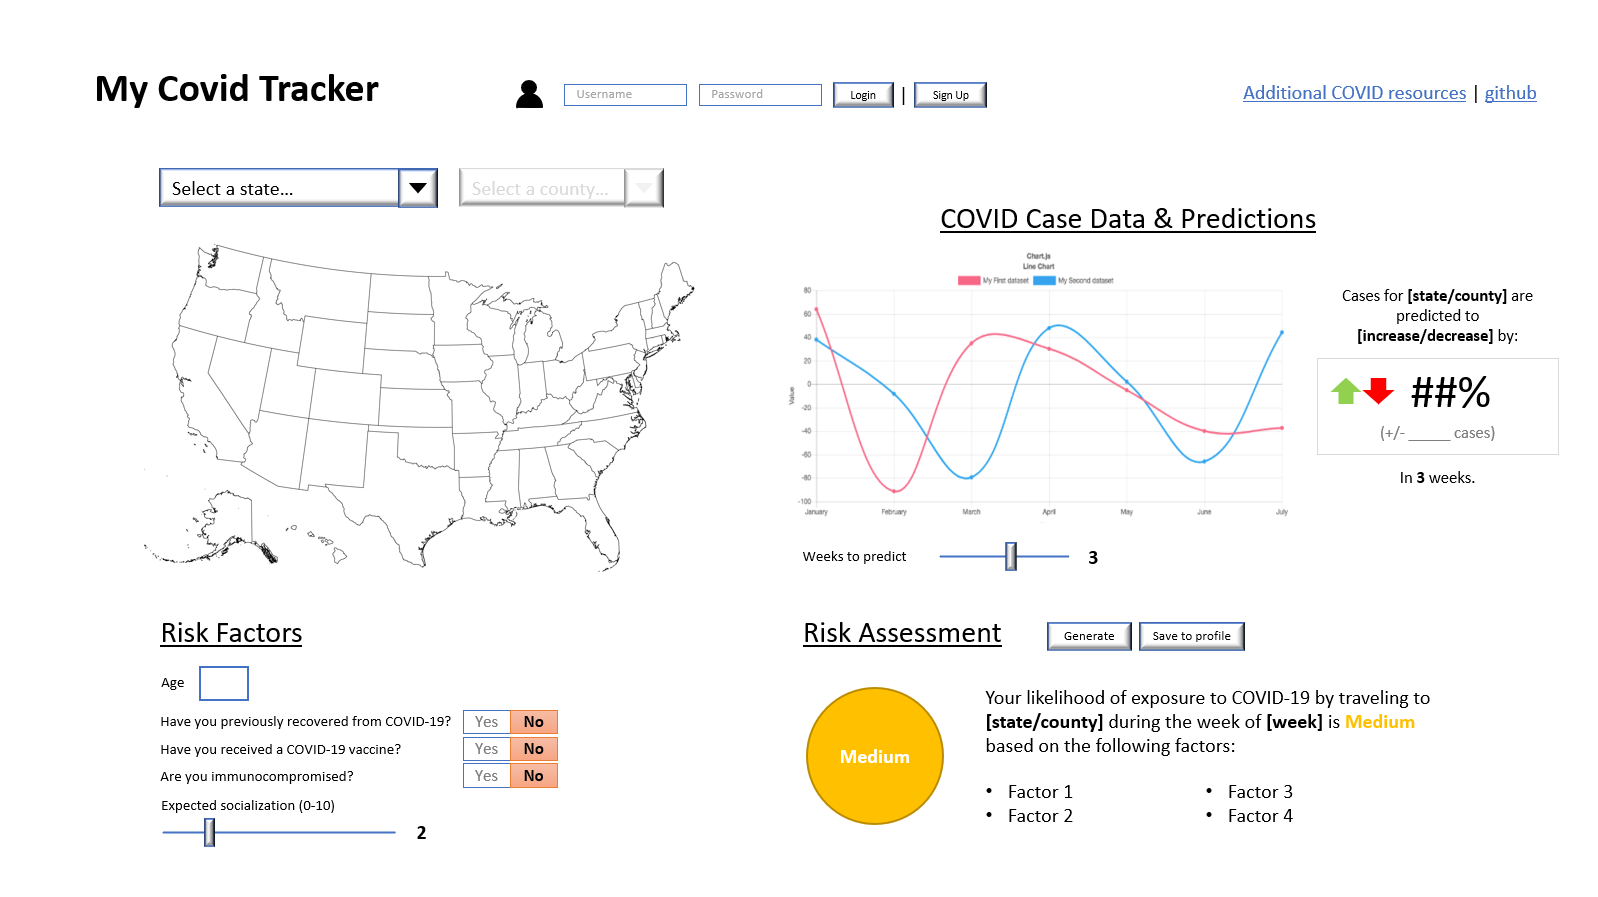 My Covid Tracker
Username
Password
Login
|
Sign Up
Additional COVID resources | github
Select a state...
Select a county...
COVID Case Data & Predictions
Chart.js
Line Chart
My First dataset
My Second dataset
80
60
40
20
0
-20
-40
-60
-80
-100
Value
January
February
March
April
May
June
July
Cases for [state/county] are
predicted to
[increase/decrease] by:
##%
(+/- _____ cases)
In 3 weeks.
Weeks to predict
3
Risk Factors
Age
Have you previously recovered from COVID-19? Yes No
Have you received a COVID-19 vaccine? Yes No
Are you immunocompromised? Yes No
Expected socialization (0-10)
2
Risk Assessment
Generate
Save to profile
Medium
Your likelihood of exposure to COVID-19 by traveling to
[state/county] during the week of [week] is Medium
based on the following factors:
• Factor 1
• Factor 2
• Factor 3
• Factor 4